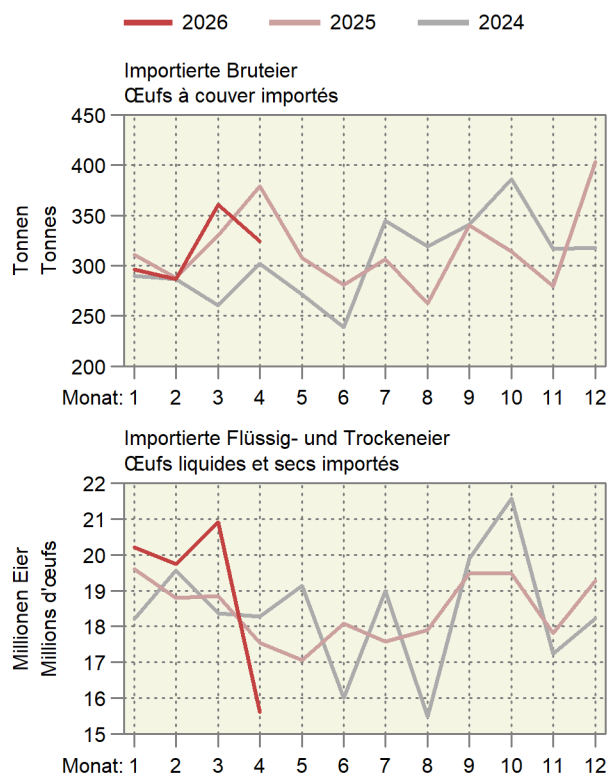 2026 2025 2024
Importierte Bruteier
Œufs à couver importés
450
400
350
300
250
200
Tonnen
Tonnes
Monat: 1 2 3 4 5 6 7 8 9 10 11 12
Importierte Flüssig- und Trockeneier
Œufs liquides et secs importés
22
21
20
19
18
17
16
15
Millionen Eier
Millions d'œufs
Monat: 1 2 3 4 5 6 7 8 9 10 11 12